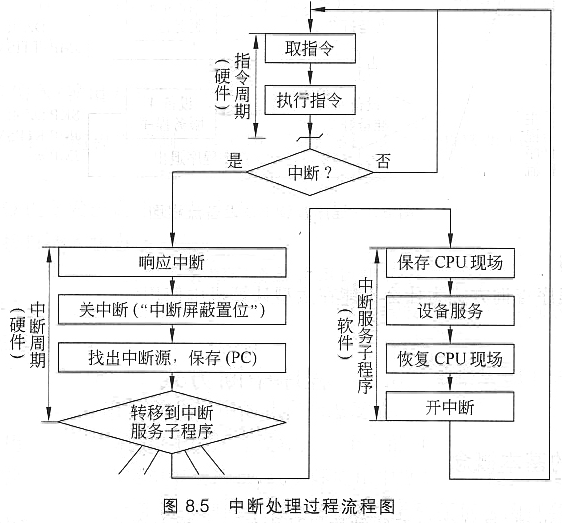 取指令
执行指令
指令周期
(硬件)
中断?
是
否
响应中断
关中断(“中断屏蔽置位”)
找出中断源,保存(PC)
转移到中断
服务子程序
中断周期
(硬件)
保存 CPU 现场
设备服务
恢复 CPU 现场
开中断
中断服务子程序
(软件)
图 8.5 中断处理过程流程图